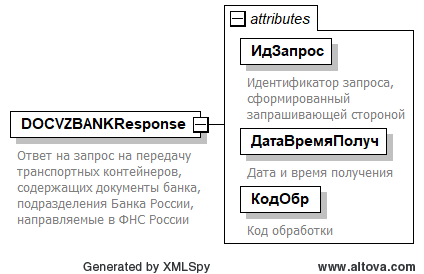 attributes
ИдЗапрос
Идентификатор запроса,
сформированный
запрашивающей стороной
DOCVZBANKResponse
Ответ на запрос на передачу
транспортных контейнеров,
содержащих документы банка,
подразделения Банка России,
направляемые в ФНС России
ДатаВремяПолуч
Дата и время получения
КодОбр
Код обработки
Generated by XMLSpy
www.altova.com